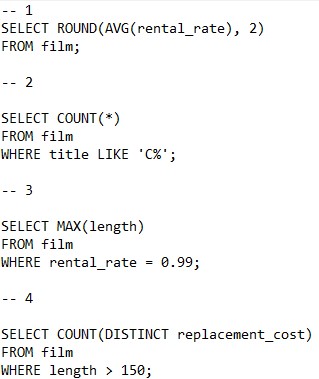 -- 1
SELECT ROUND(AVG(rental_rate), 2)
FROM film;
-- 2
SELECT COUNT(*)
FROM film
WHERE title LIKE 'C%';
-- 3
SELECT MAX(length)
FROM film
WHERE rental_rate = 0.99;
-- 4
SELECT COUNT(DISTINCT replacement_cost)
FROM film
WHERE length > 150;